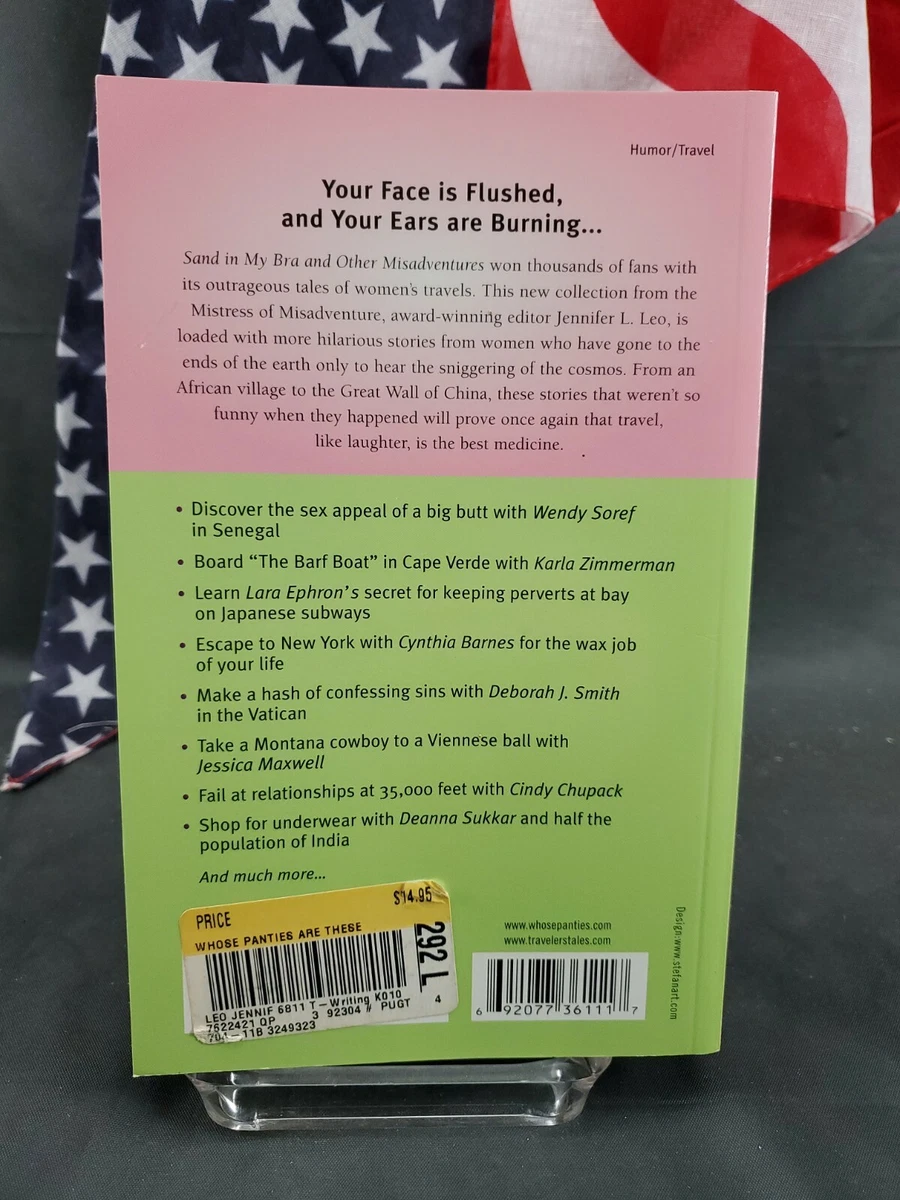 Humor/Travel
Your Face is Flushed,
and Your Ears are Burning...
Sand in My Bra and Other Misadventures won thousands of fans with
its outrageous tales of women's travels. This new collection from the
Mistress of Misadventure, award-winning editor Jennifer L. Leo, is
loaded with more hilarious stories from women who have gone to the
ends of the earth only to hear the sniggering of the cosmos. From an
African village to the Great Wall of China, these stories that weren't so
funny when they happened will prove once again that travel,
like laughter, is the best medicine.
• Discover the sex appeal of a big butt with Wendy Soref
in Senegal
• Board “The Barf Boat” in Cape Verde with Karla Zimmerman
• Learn Lara Ephron's secret for keeping perverts at bay
on Japanese subways
• Escape to New York with Cynthia Barnes for the wax job
of your life
• Make a hash of confessing sins with Deborah J. Smith
in the Vatican
• Take a Montana cowboy to a Viennese ball with
Jessica Maxwell
• Fail at relationships at 35,000 feet with Cindy Chupack
• Shop for underwear with Deanna Sukkar and half the
population of India
And much more...
PRICE $14.95
WHOSE PANTIES ARE THESE
292 L
LEO JENNIF 6811 T-Writing K010
7622421 QP 3 92304 # PUGT 4
11B 3249323
www.whosepanties.com
www.travelerstales.com
6 92077 36111 7
Design:www.stefanart.com